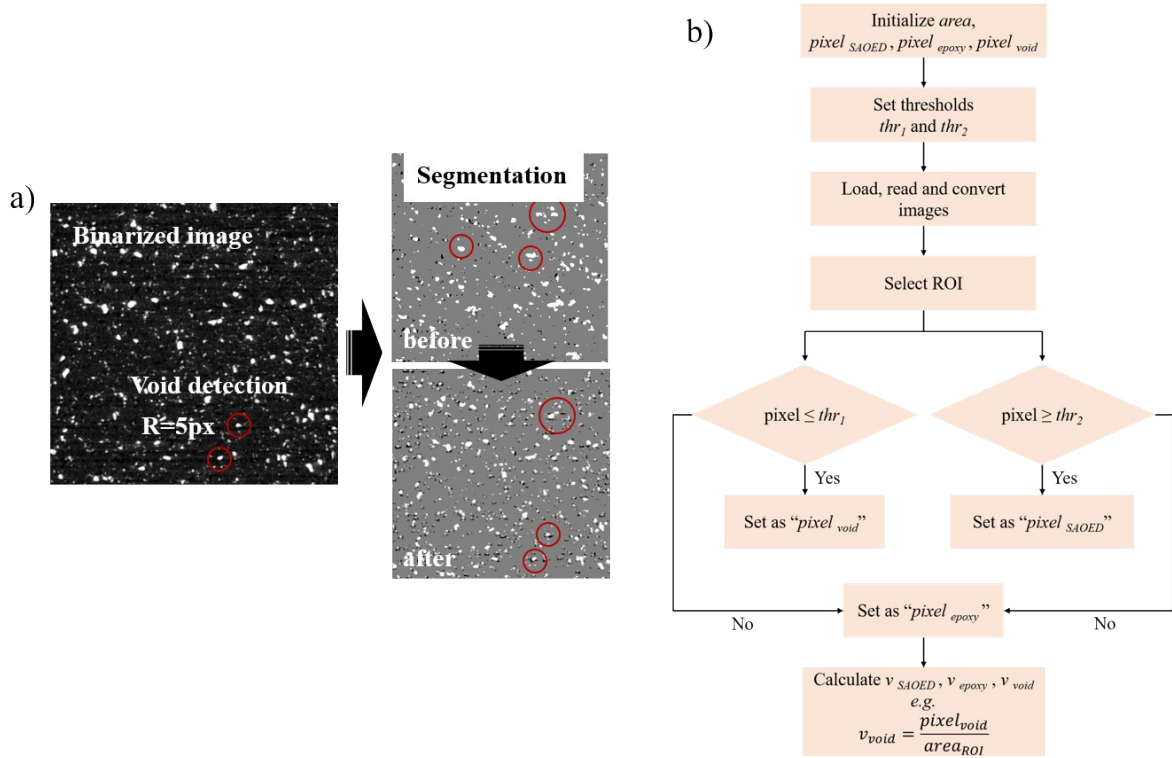 a)
Binarized image
Void detection
R=5px
Segmentation
before
after
b)
Initialize area,
pixel SAOED, pixel epoxy, pixel void
Set thresholds
thr1 and thr2
Load, read and convert
images
Select ROI
pixel ≤ thr1
pixel ≥ thr2
Yes
Yes
Set as “pixel void”
Set as “pixel SAOED”
No
Set as “pixel epoxy”
No
Calculate v SAOED, v epoxy, v void
e.g.
v void = pixel void / area ROI